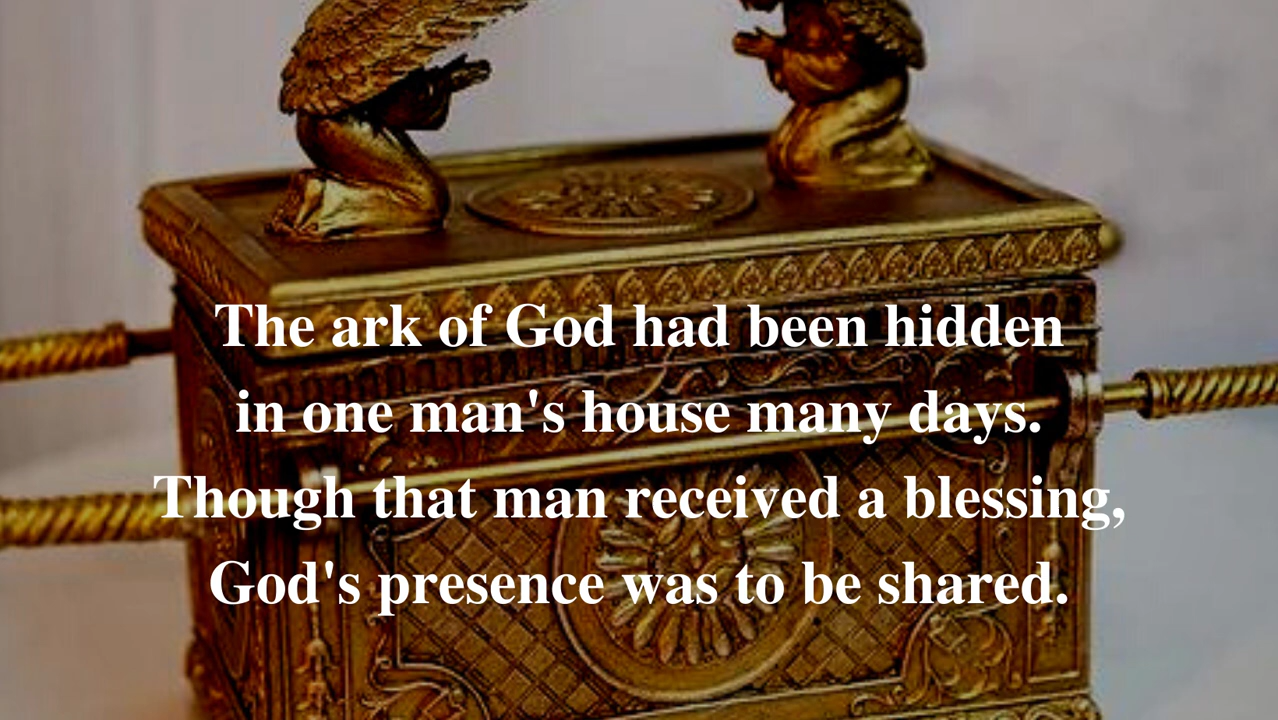 The ark of God had been hidden
in one man's house many days.
Though that man received a blessing,
God's presence was to be shared.